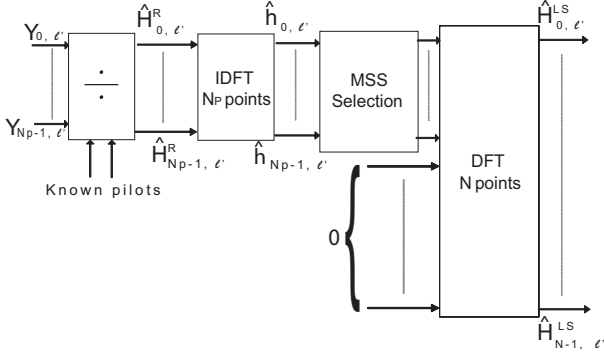 Y0, ℓ'
YNp-1, ℓ'
÷
Known pilots
Ĥ^R 0, ℓ'
Ĥ^R Np-1, ℓ'
IDFT
NP points
ĥ 0, ℓ'
ĥ Np-1, ℓ'
MSS
Selection
0
DFT
N points
Ĥ^LS 0, ℓ'
Ĥ^LS N-1, ℓ'